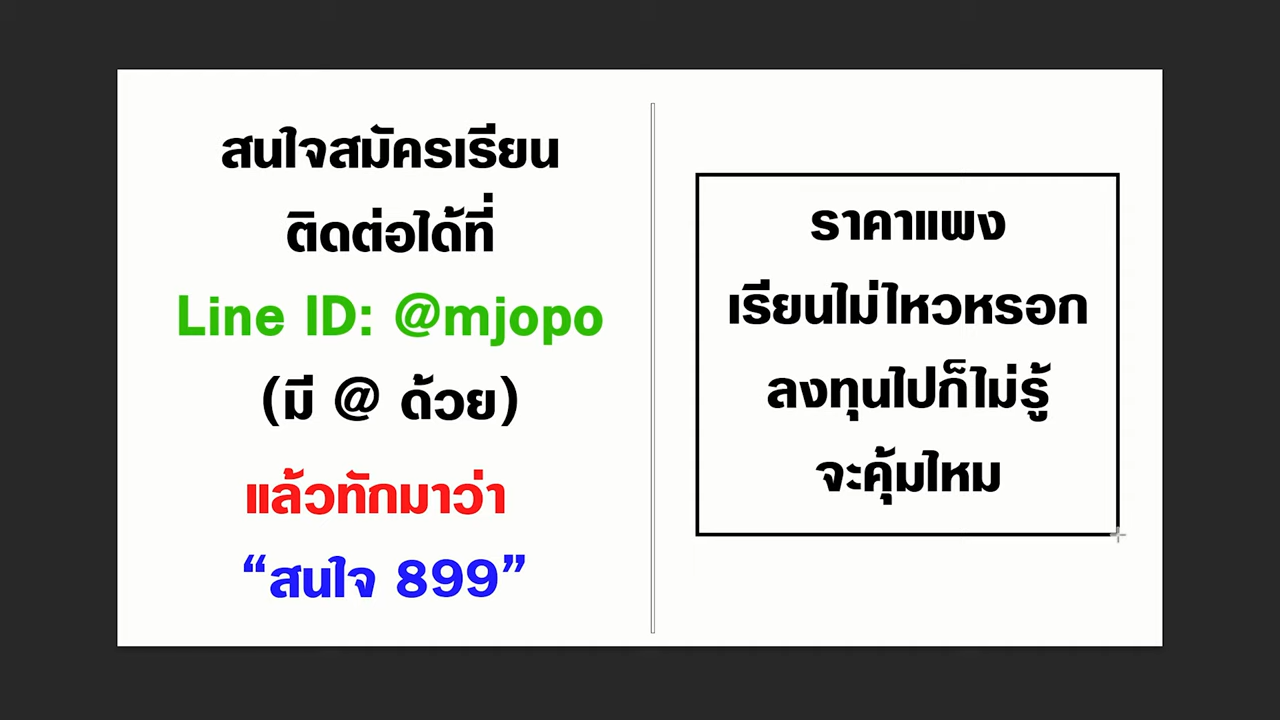 สนใจสมัครเรียน
ติดต่อได้ที่
Line ID: @mjopo
(มี @ ด้วย)
แล้วทักมาว่า
“สนใจ 899”
ราคาแพง
เรียนไม่ไหวหรอก
ลงทุนไปก็ไม่รู้
จะคุ้มไหม